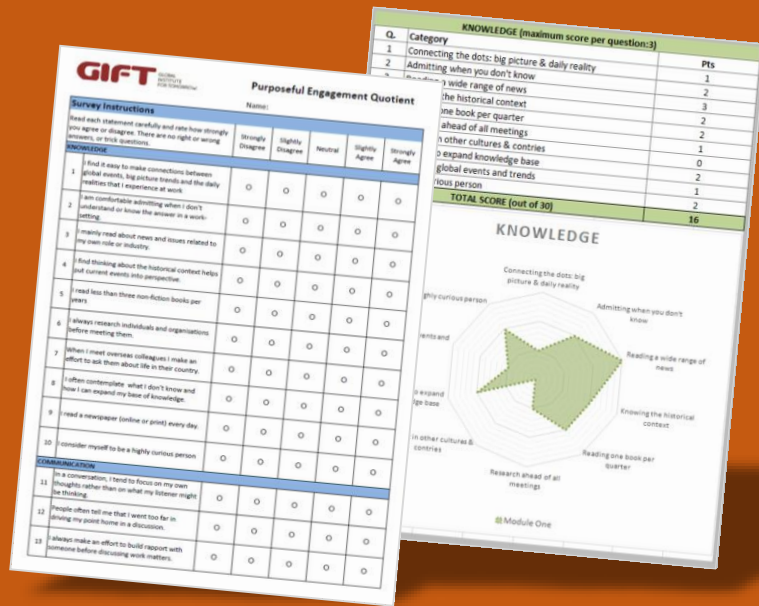 GIFT
GLOBAL
INSTITUTE
FOR TOMORROW
Purposeful Engagement Quotient
Name:
Survey Instructions
Read each statement carefully and rate how strongly
you agree or disagree. There are no right or wrong
answers, or trick questions.
Strongly
Disagree
Slightly
Disagree
Neutral
Slightly
Agree
Strongly
Agree
KNOWLEDGE
1 I find it easy to make connections between
global events, big picture trends and the daily
realities that I experience at work
2 I am comfortable admitting when I don't
understand or know the answer in a work-
setting.
3 I mainly read about news and issues related to
my own role or industry.
4 I find thinking about the historical context helps
put current events into perspective.
5 I read less than three non-fiction books per
years
6 I always research individuals and organisations
before meeting them.
7 When I meet overseas colleagues I make an
effort to ask them about life in their country.
8 I often contemplate what I don't know and
how I can expand my base of knowledge.
9 I read a newspaper (online or print) every day.
10 I consider myself to be a highly curious person
COMMUNICATION
11 In a conversation, I tend to focus on my own
thoughts rather than on what my listener might
be thinking.
12 People often tell me that I went too far in
driving my point home in a discussion.
13 I always make an effort to build rapport with
someone before discussing work matters.
KNOWLEDGE (maximum score per question:3)
Q. Category Pts
1 Connecting the dots: big picture & daily reality 1
2 Admitting when you don't know 2
wide range of news 3
the historical context 2
one book per quarter 2
ahead of all meetings 1
other cultures & contries 0
expand knowledge base 2
global events and trends 1
person 2
TOTAL SCORE (out of 30) 16
KNOWLEDGE
Connecting the dots: big
picture & daily reality
Admitting when you don't
know
Reading a wide range of
news
Knowing the historical
context
Reading one book per
quarter
Research ahead of all
meetings
in other cultures &
contries
expand
base
and
curious person
Module One